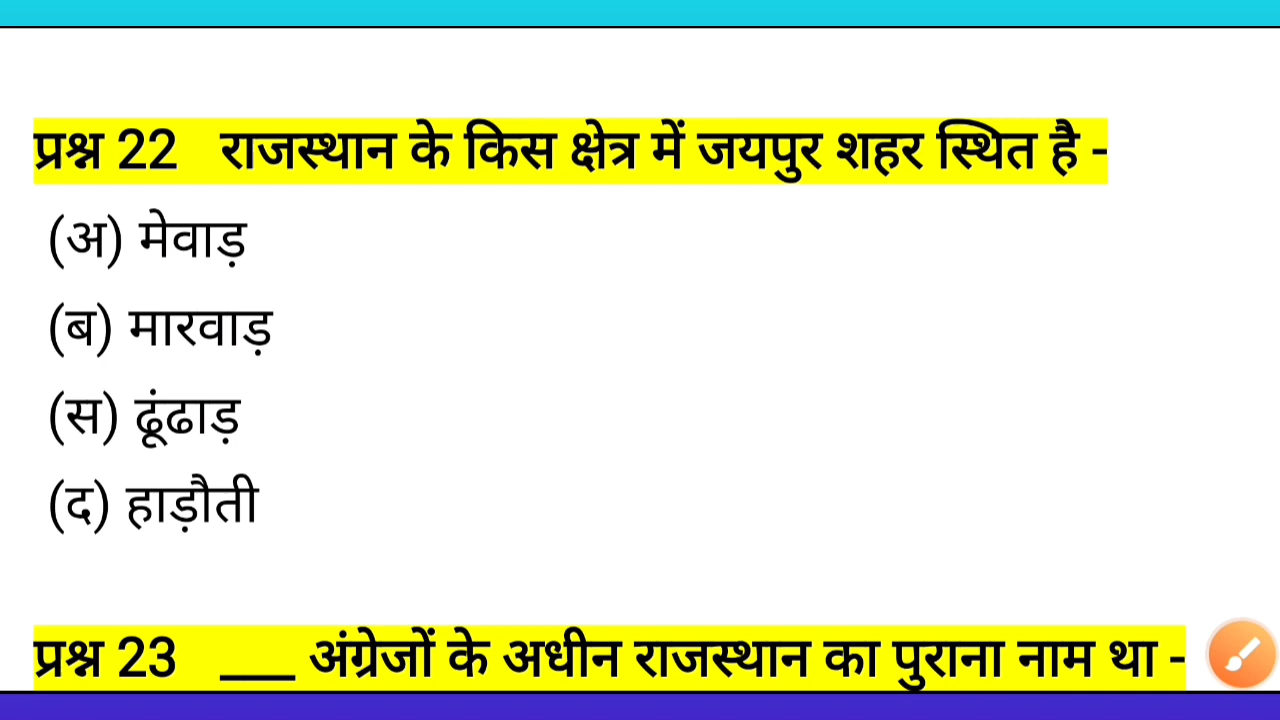 प्रश्न 22 राजस्थान के किस क्षेत्र में जयपुर शहर स्थित है -
(अ) मेवाड़
(ब) मारवाड़
(स) ढूंढाड़
(द) हाड़ौती
प्रश्न 23 ___ अंग्रेजों के अधीन राजस्थान का पुराना नाम था -